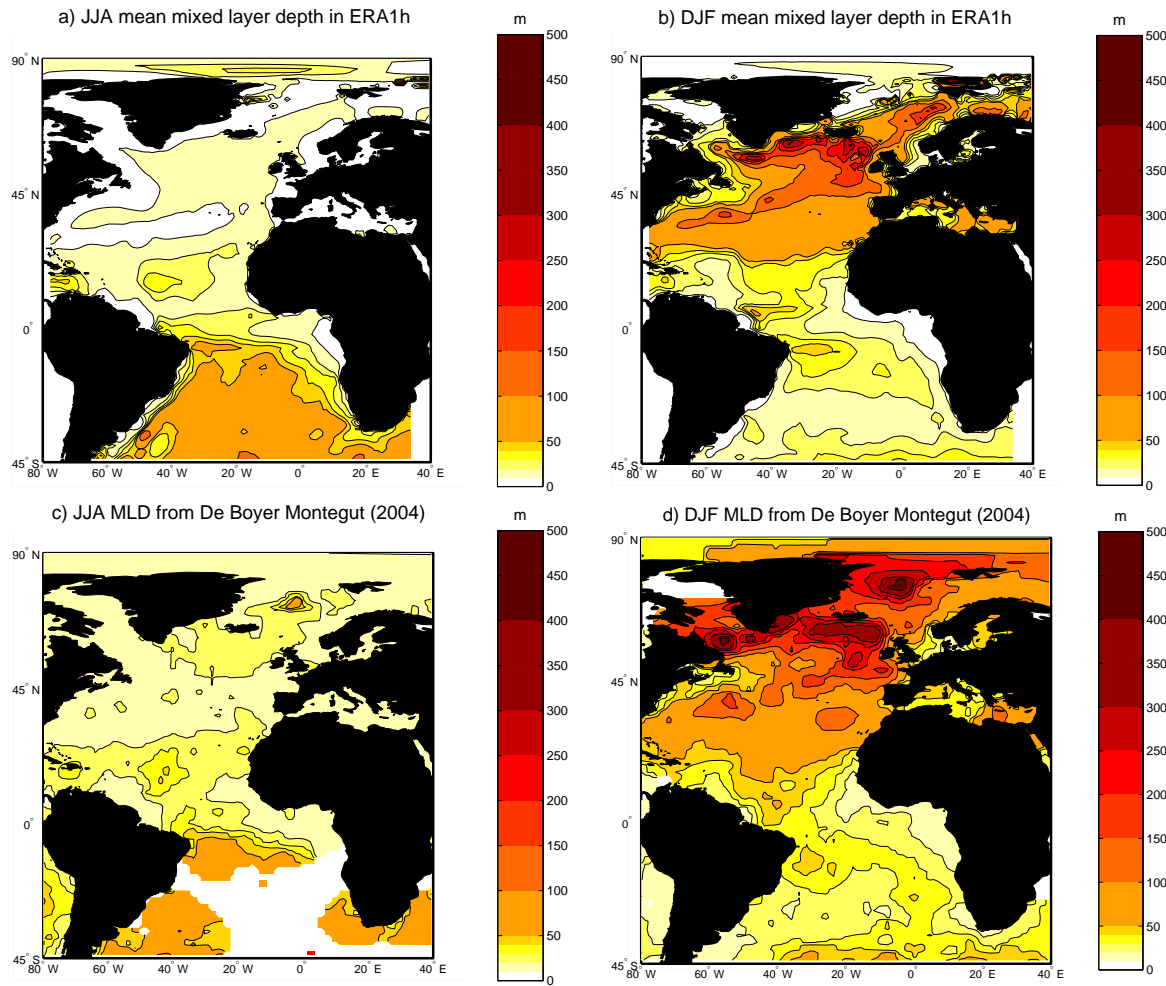 a) JJA mean mixed layer depth in ERA1h
m
500
450
400
350
300
250
200
150
100
50
0
90° N
45° N
0°
45° S
80° W
60° W
40° W
20° W
0°
20° E
40° E
b) DJF mean mixed layer depth in ERA1h
m
500
450
400
350
300
250
200
150
100
50
0
90° N
45° N
0°
45° S
80° W
60° W
40° W
20° W
0°
20° E
40° E
c) JJA MLD from De Boyer Montegut (2004)
m
500
450
400
350
300
250
200
150
100
50
0
90° N
45° N
0°
45° S
80° W
60° W
40° W
20° W
0°
20° E
40° E
d) DJF MLD from De Boyer Montegut (2004)
m
500
450
400
350
300
250
200
150
100
50
0
90° N
45° N
0°
45° S
80° W
60° W
40° W
20° W
0°
20° E
40° E